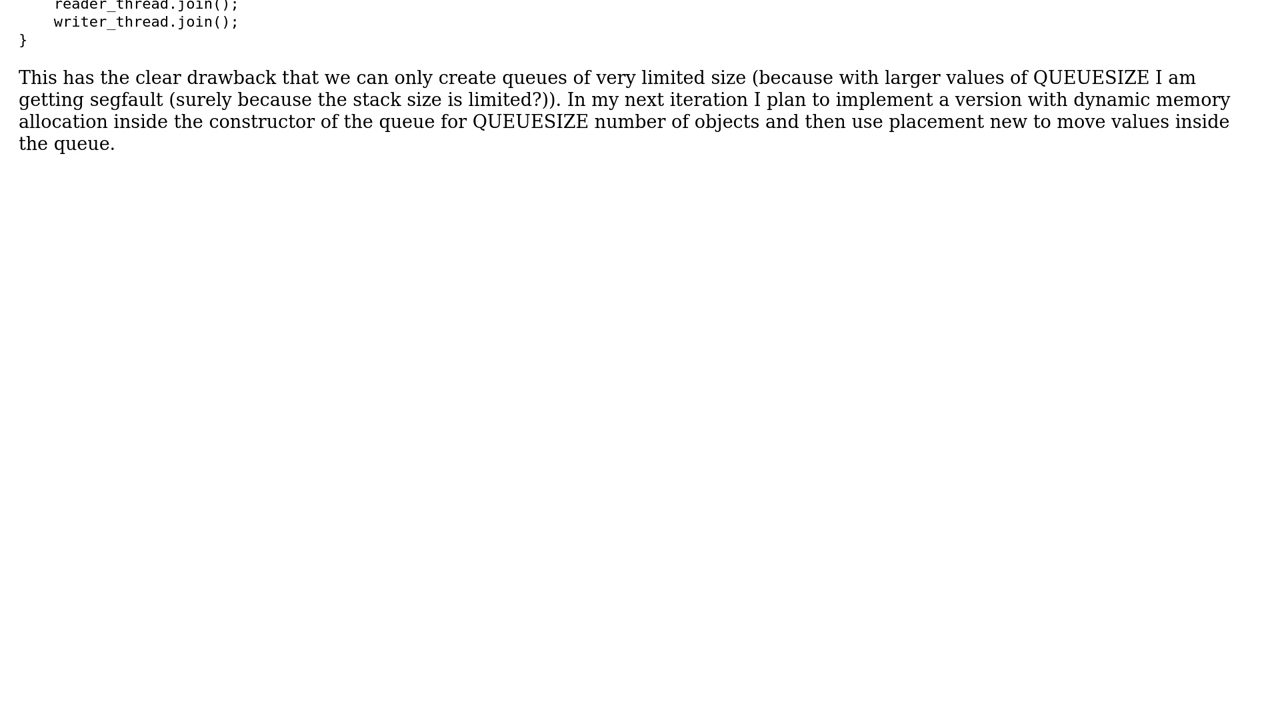 reader_thread.join();
writer_thread.join();
}
This has the clear drawback that we can only create queues of very limited size (because with larger values of QUEUESIZE I am
getting segfault (surely because the stack size is limited?)). In my next iteration I plan to implement a version with dynamic memory
allocation inside the constructor of the queue for QUEUESIZE number of objects and then use placement new to move values inside
the queue.